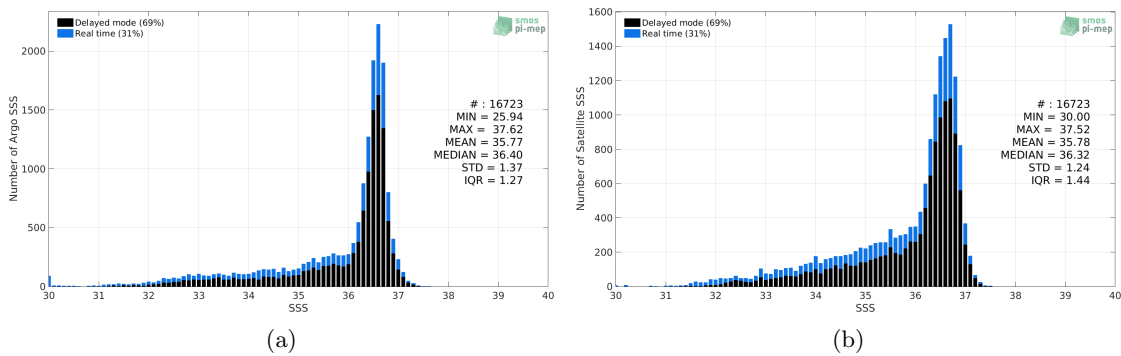 Delayed mode (69%)
Real time (31%)
smos
pi-mep
2000
1500
1000
500
0
Number of Argo SSS
# : 16723
MIN = 25.94
MAX = 37.62
MEAN = 35.77
MEDIAN = 36.40
STD = 1.37
IQR = 1.27
30 31 32 33 34 35 36 37 38 39 40
SSS
(a)
Delayed mode (69%)
Real time (31%)
smos
pi-mep
1600
1400
1200
1000
800
600
400
200
0
Number of Satellite SSS
# : 16723
MIN = 30.00
MAX = 37.52
MEAN = 35.78
MEDIAN = 36.32
STD = 1.24
IQR = 1.44
30 31 32 33 34 35 36 37 38 39 40
SSS
(b)